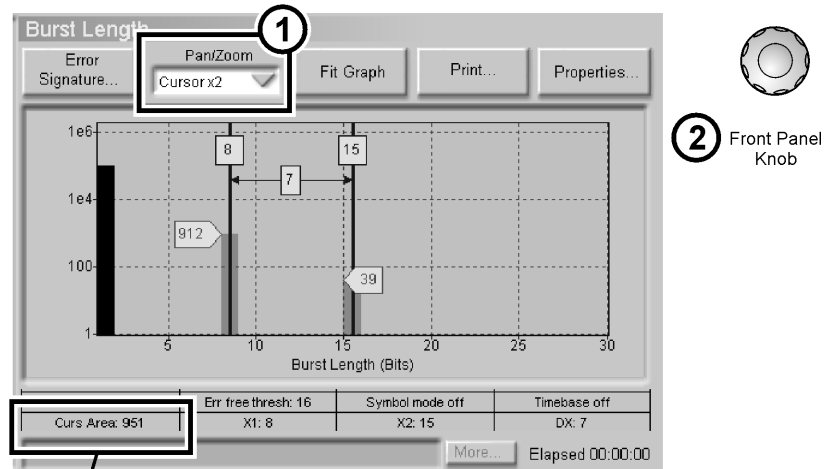 Burst Length
1
Error Signature...
Pan/Zoom
Cursor x2
Fit Graph
Print...
Properties...
2
Front Panel
Knob
1e6
1e4
100
1
8
15
7
912
39
5
10
15
20
25
30
Burst Length (Bits)
Err free thresh: 16
Symbol mode off
Timebase off
Curs Area: 951
X1: 8
X2: 15
DX: 7
More...
Elapsed 00:00:00